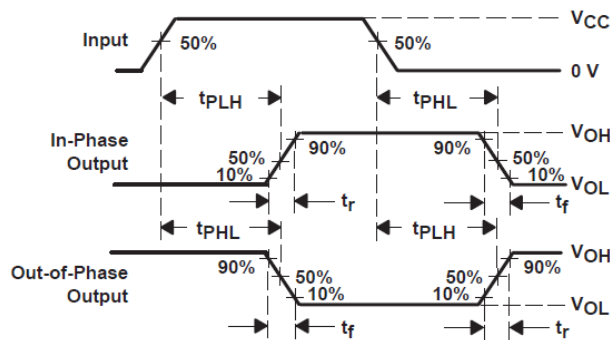 Input
50%
50%
VCC
0 V
tPLH
tPHL
In-Phase
Output
50%
10%
90%
90%
50%
10%
VOH
VOL
tr
tf
tPHL
tPLH
Out-of-Phase
Output
90%
50%
10%
50%
10%
90%
VOH
VOL
tf
tr